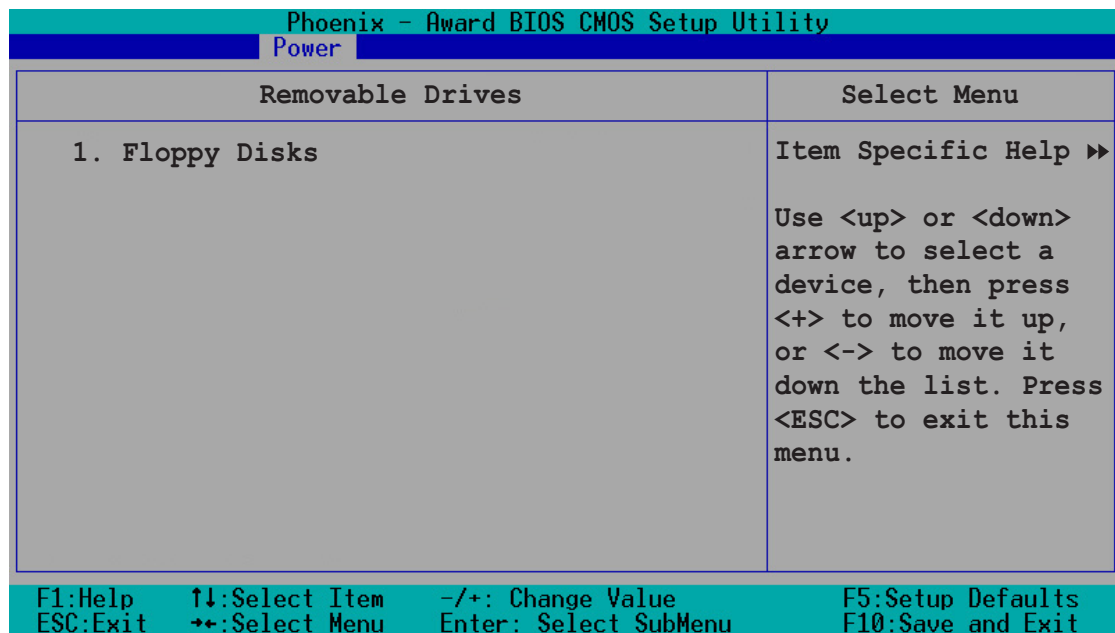 Phoenix - Award BIOS CMOS Setup Utility
Power
Removable Drives
1. Floppy Disks
Select Menu
Item Specific Help ▸▸
Use <up> or <down>
arrow to select a
device, then press
<+> to move it up,
or <-> to move it
down the list. Press
<ESC> to exit this
menu.
F1:Help ↑↓:Select Item -/+: Change Value F5:Setup Defaults
ESC:Exit →←:Select Menu Enter: Select SubMenu F10:Save and Exit